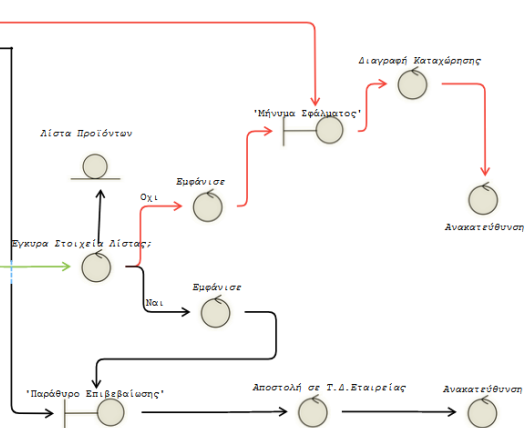 Διαγραφή Καταχώρησης
'Μήνυμα Σφάλματος'
Λίστα Προϊόντων
Εμφάνισε
Οχι
Ανακατεύθυνση
Έγκυρα Στοιχεία Λίστας;
Εμφάνισε
Ναι
'Παράθυρο Επιβεβαίωσης'
Αποστολή σε Τ.Δ.Εταιρείας
Ανακατεύθυνση